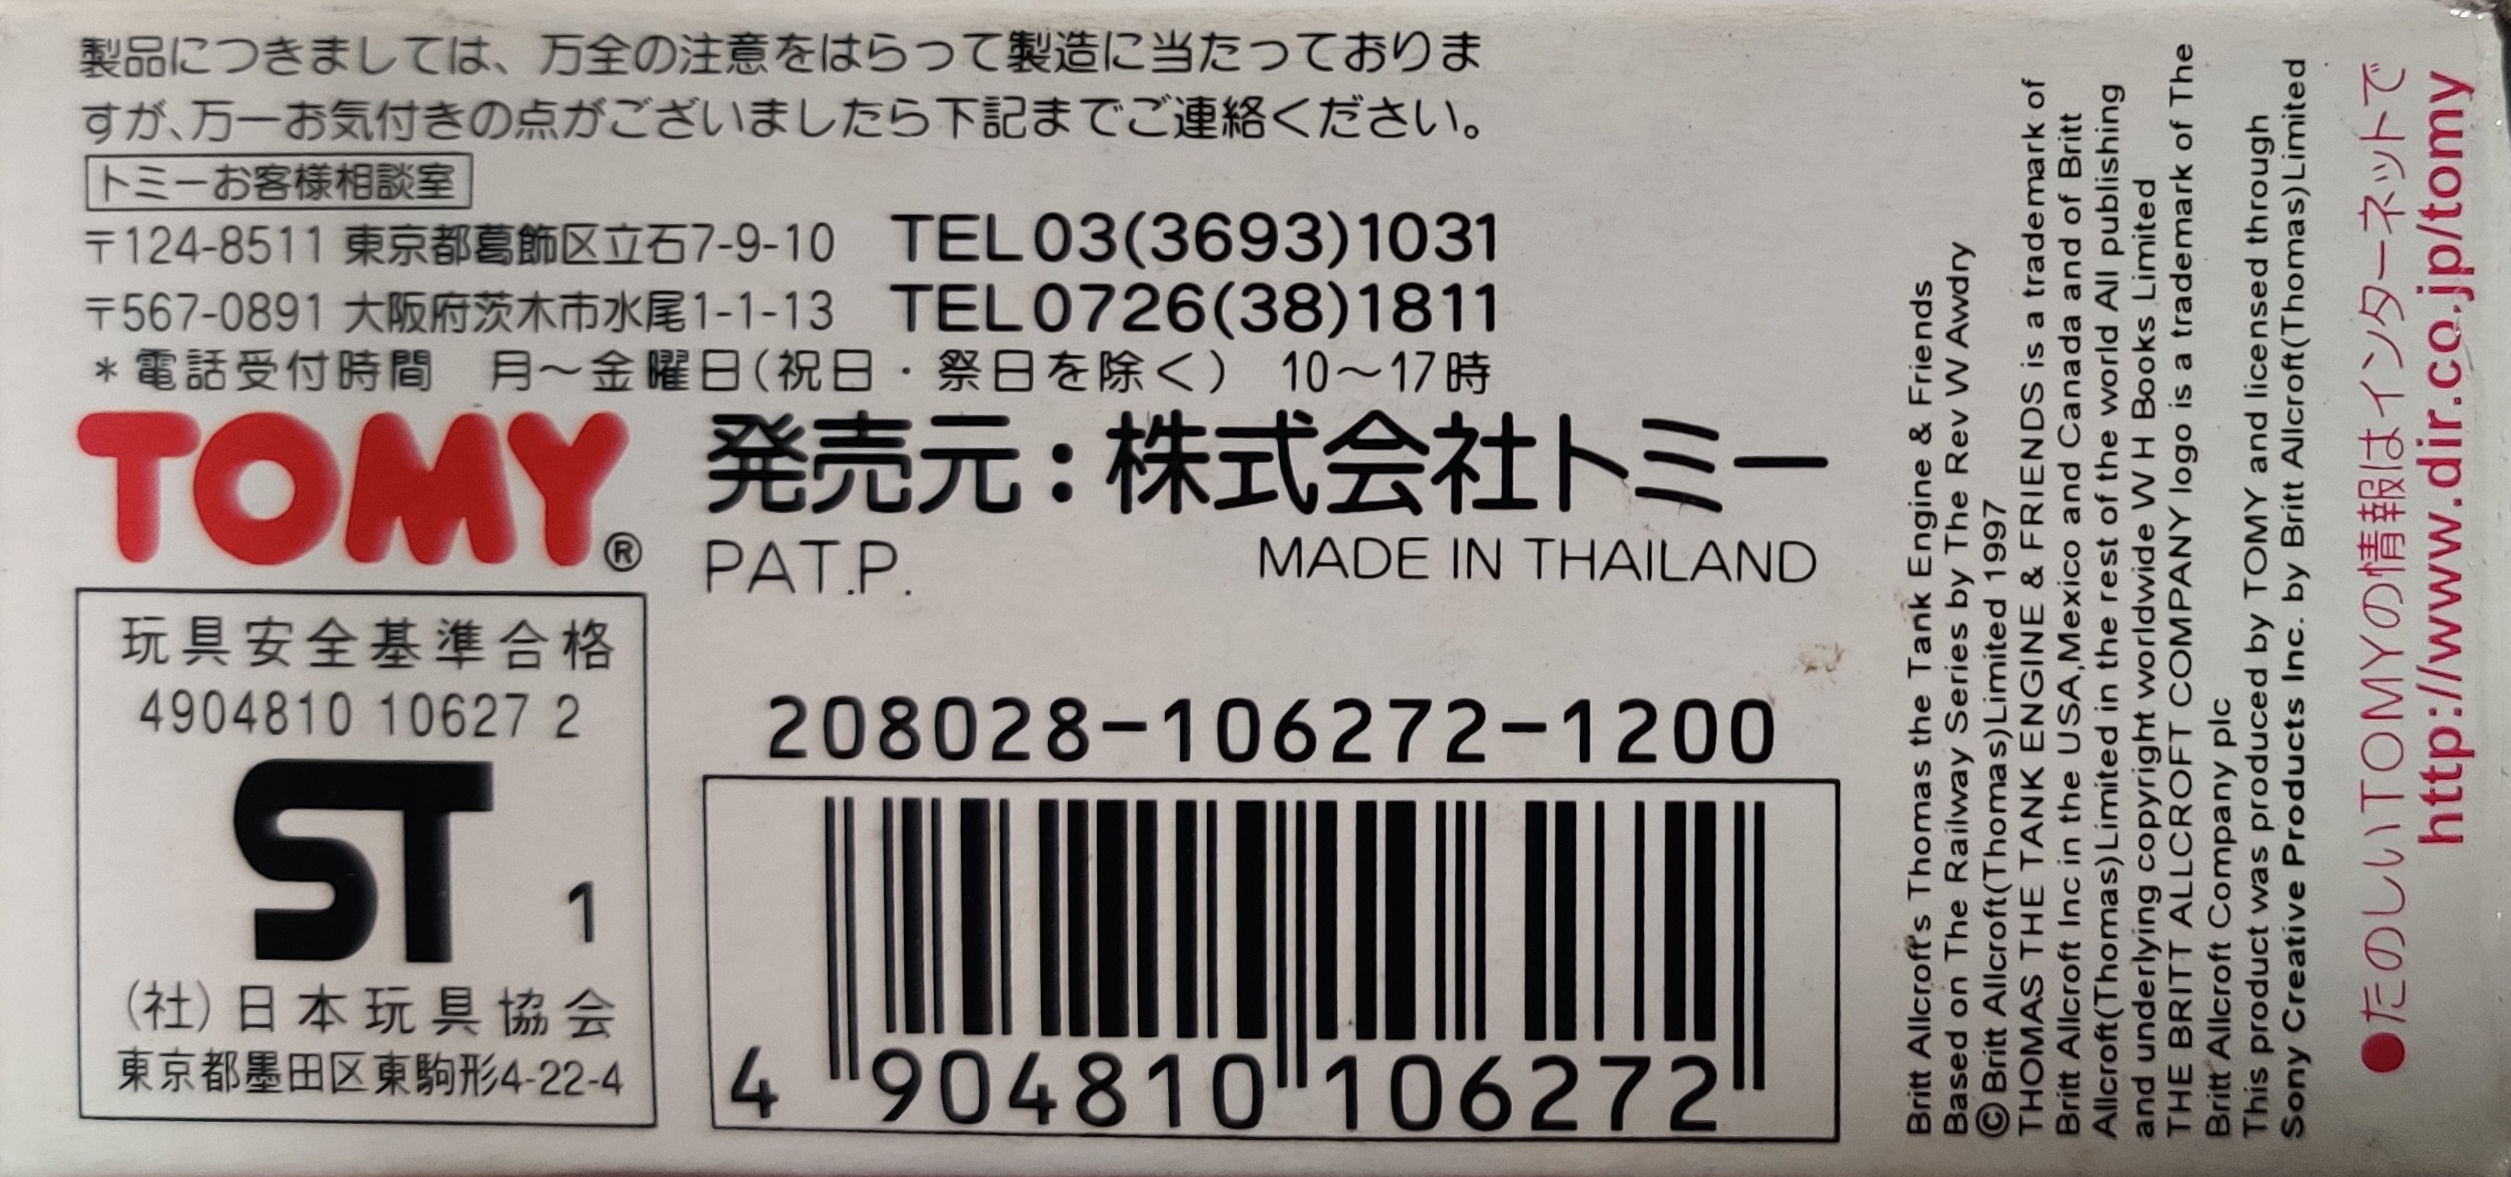 製品につきましては、万全の注意をはらって製造に当たっておりま
すが、万一お気付きの点がございましたら下記までご連絡ください。
トミーお客様相談室
〒124-8511 東京都葛飾区立石7-9-10 TEL03(3693)1031
〒567-0891 大阪府茨木市水尾1-1-13 TEL0726(38)1811
*電話受付時間 月〜金曜日(祝日・祭日を除く) 10〜17時
TOMY®
発売元:株式会社トミー
PAT.P. MADE IN THAILAND
玩具安全基準合格
4904810 10627 2
ST 1
(社)日本玩具協会
東京都墨田区東駒形4-22-4
208028-106272-1200
4 904810 106272
Britt Allcroft's Thomas the Tank Engine & Friends
Based on The Railway Series by The Rev W Awdry
©Britt Allcroft(Thomas)Limited 1997
THOMAS THE TANK ENGINE & FRIENDS is a trademark of
Britt Allcroft Inc in the USA,Mexico and Canada and of Britt
Allcroft(Thomas)Limited in the rest of the world All publishing
and underlying copyright worldwide W H Books Limited
THE BRITT ALLCROFT COMPANY logo is a trademark of The
Britt Allcroft Company plc
This product was produced by TOMY and licensed through
Sony Creative Products Inc. by Britt Allcroft(Thomas)Limited
●たのしいTOMYの情報はインターネットで
http://www.dir.co.jp/tomy